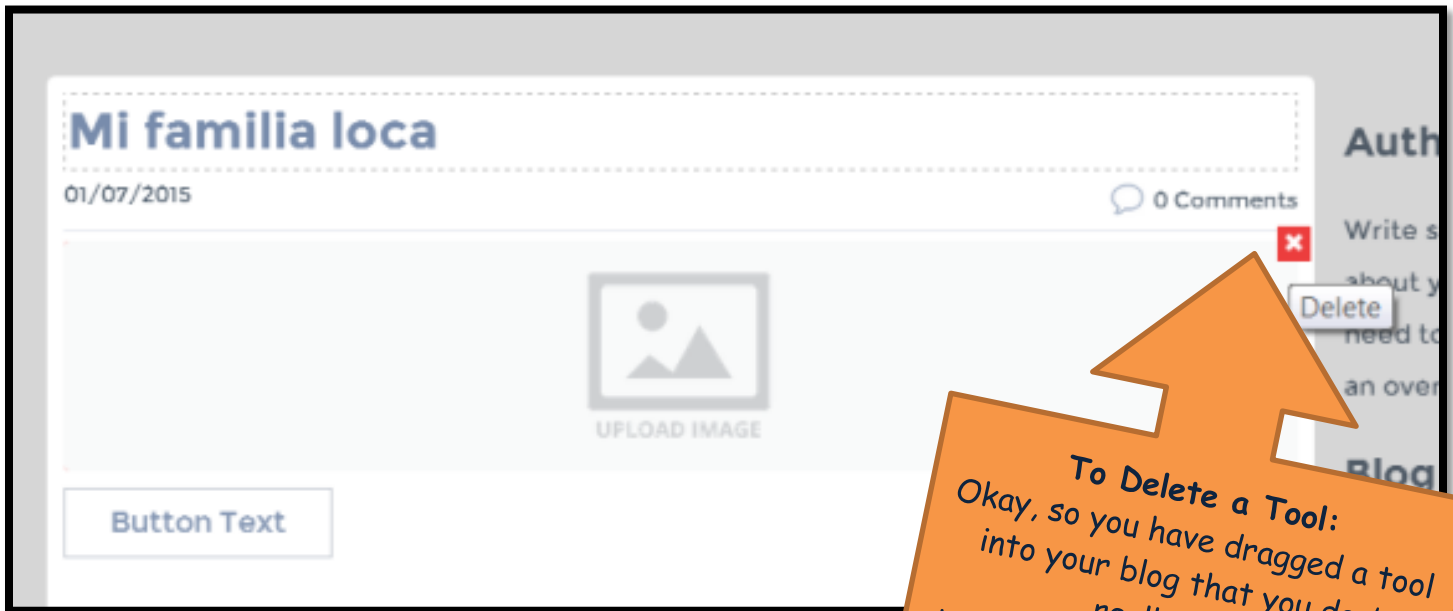 Mi familia loca
01/07/2015
0 Comments
Auth
Write s
about y
Delete
need to
an over
UPLOAD IMAGE
Button Text
Blog
To Delete a Tool:
Okay, so you have dragged a tool
into your blog that you